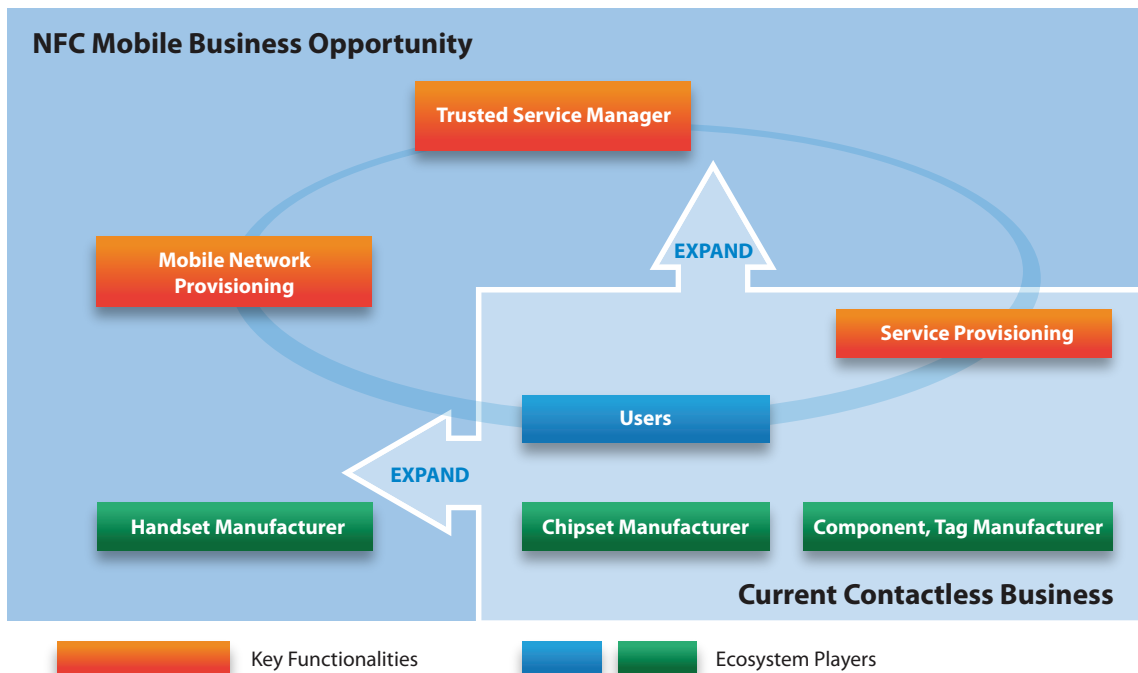 NFC Mobile Business Opportunity
Trusted Service Manager
EXPAND
Mobile Network
Provisioning
Service Provisioning
Users
EXPAND
Handset Manufacturer
Chipset Manufacturer
Component, Tag Manufacturer
Current Contactless Business
Key Functionalities
Ecosystem Players